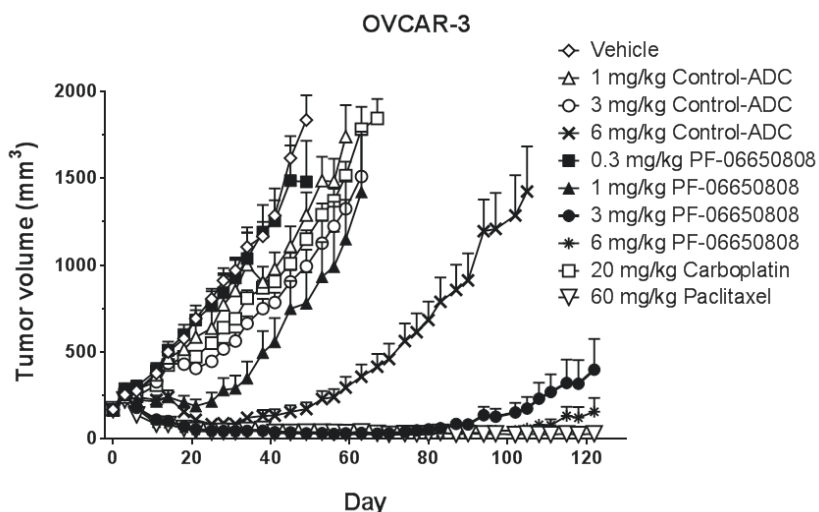 OVCAR-3
Vehicle
1 mg/kg Control-ADC
3 mg/kg Control-ADC
6 mg/kg Control-ADC
0.3 mg/kg PF-06650808
1 mg/kg PF-06650808
3 mg/kg PF-06650808
6 mg/kg PF-06650808
20 mg/kg Carboplatin
60 mg/kg Paclitaxel
Tumor volume (mm³)
2000
1500
1000
500
0
0 20 40 60 80 100 120
Day